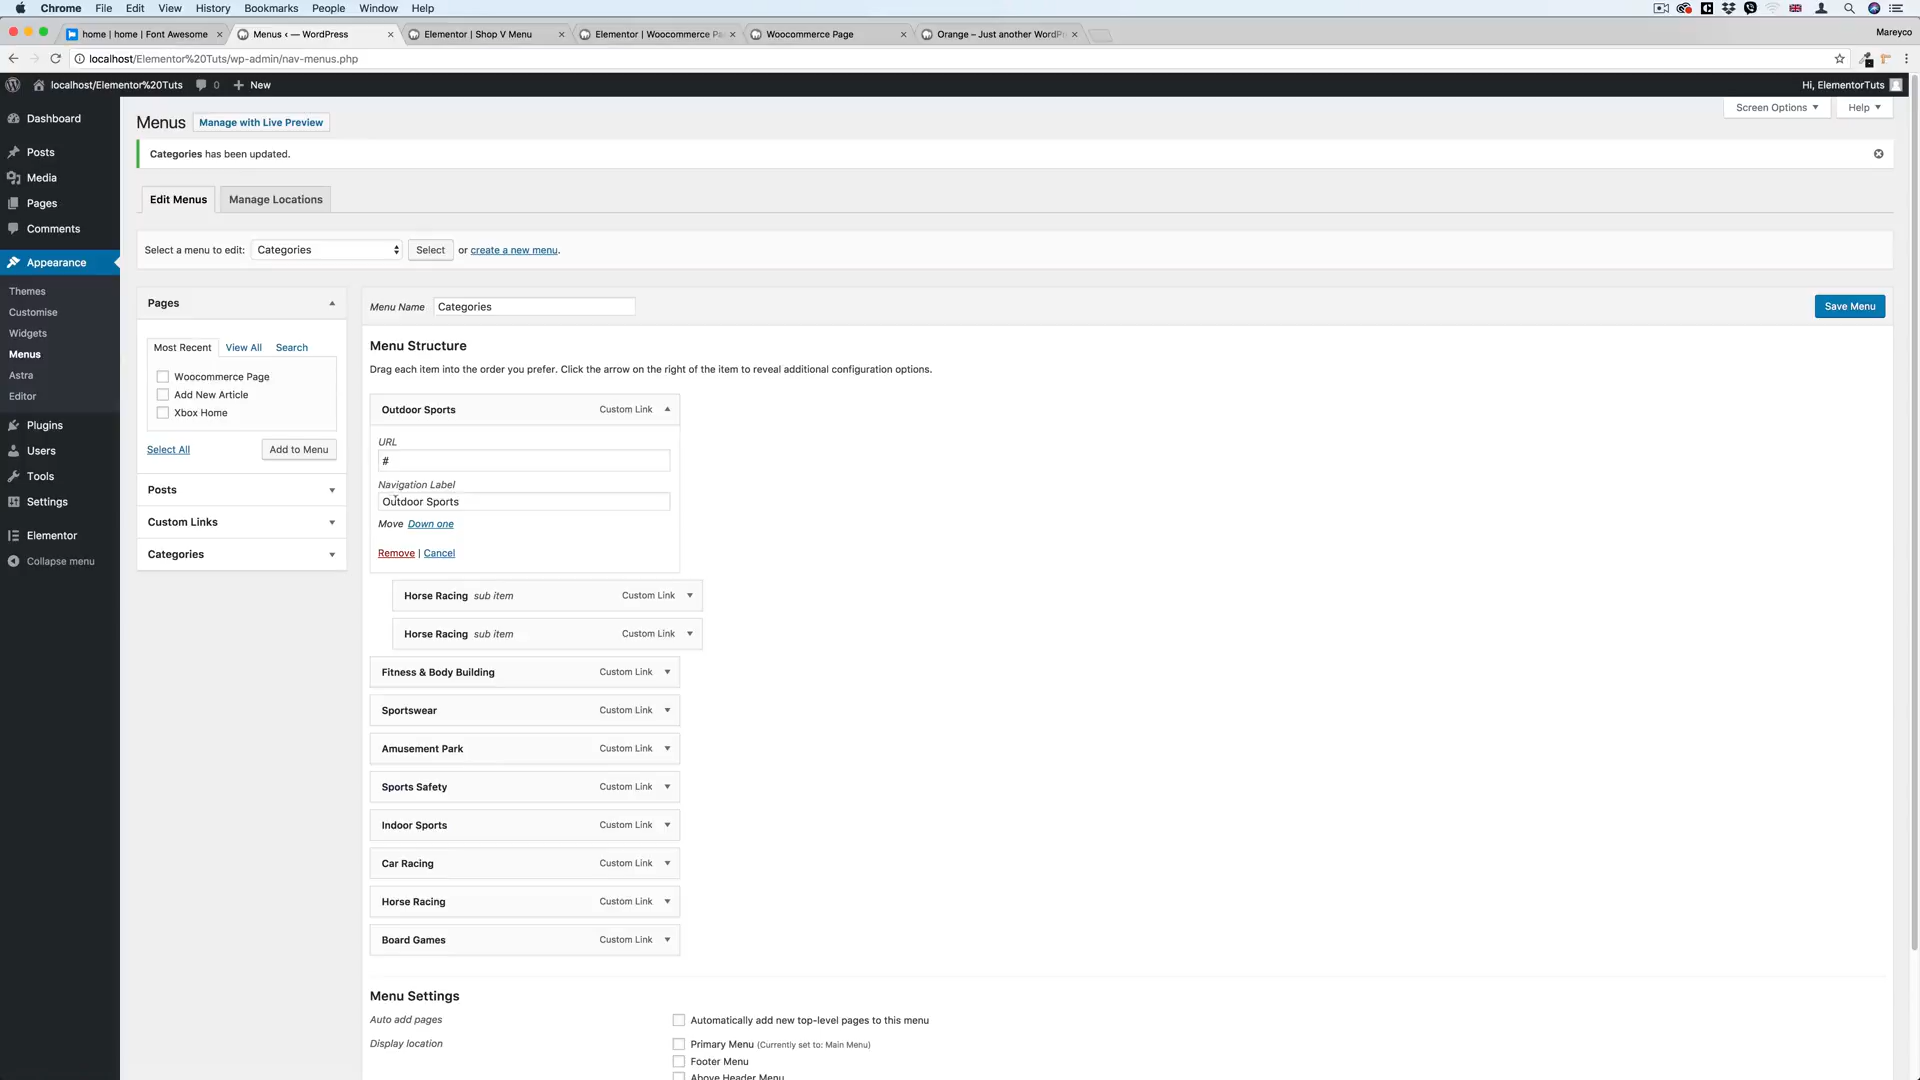 Chrome File Edit View History Bookmarks People Window Help
home | home | Font Awesome
Menus ‹ — WordPress
Elementor | Shop V Menu
Elementor | Woocommerce Pa
Woocommerce Page
Orange – Just another WordPr
Mareyco
localhost/Elementor%20Tuts/wp-admin/nav-menus.php
localhost/Elementor%20Tuts 0 New
Hi, ElementorTuts
Screen Options
Help
Dashboard
Posts
Media
Pages
Comments
Appearance
Themes
Customise
Widgets
Menus
Astra
Editor
Plugins
Users
Tools
Settings
Elementor
Collapse menu
Menus
Manage with Live Preview
Categories has been updated.
Edit Menus
Manage Locations
Select a menu to edit: Categories Select or create a new menu.
Pages
Most Recent View All Search
Woocommerce Page
Add New Article
Xbox Home
Select All
Add to Menu
Posts
Custom Links
Categories
Menu Name Categories
Save Menu
Menu Structure
Drag each item into the order you prefer. Click the arrow on the right of the item to reveal additional configuration options.
Outdoor Sports Custom Link
URL
#
Navigation Label
Outdoor Sports
Move Down one
Remove | Cancel
Horse Racing sub item Custom Link
Horse Racing sub item Custom Link
Fitness & Body Building Custom Link
Sportswear Custom Link
Amusement Park Custom Link
Sports Safety Custom Link
Indoor Sports Custom Link
Car Racing Custom Link
Horse Racing Custom Link
Board Games Custom Link
Menu Settings
Auto add pages
Automatically add new top-level pages to this menu
Display location
Primary Menu (Currently set to: Main Menu)
Footer Menu
Above Header Menu